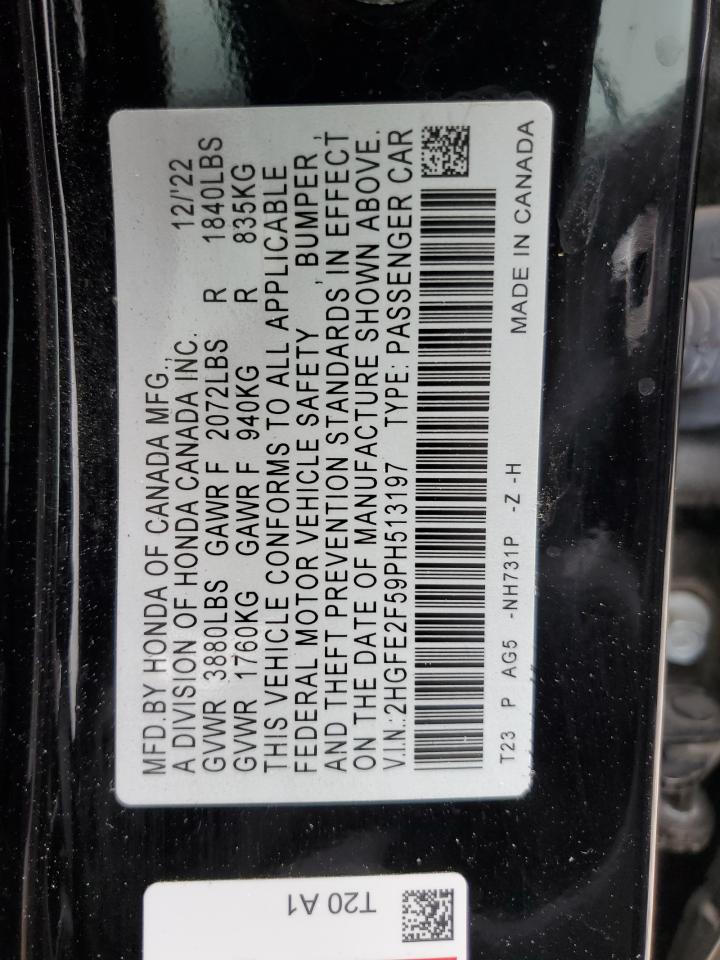 MFD.BY HONDA OF CANADA MFG.,
A DIVISION OF HONDA CANADA INC. 12/'22
GVWR 3880LBS GAWR F 2072LBS R 1840LBS
GVWR 1760KG GAWR F 940KG R 835KG
THIS VEHICLE CONFORMS TO ALL APPLICABLE
FEDERAL MOTOR VEHICLE SAFETY , BUMPER ,
AND THEFT PREVENTION STANDARDS IN EFFECT
ON THE DATE OF MANUFACTURE SHOWN ABOVE.
V.I.N.:2HGFE2F59PH513197 TYPE: PASSENGER CAR
T23 P AG5 -NH731P -Z -H MADE IN CANADA
T20 A1